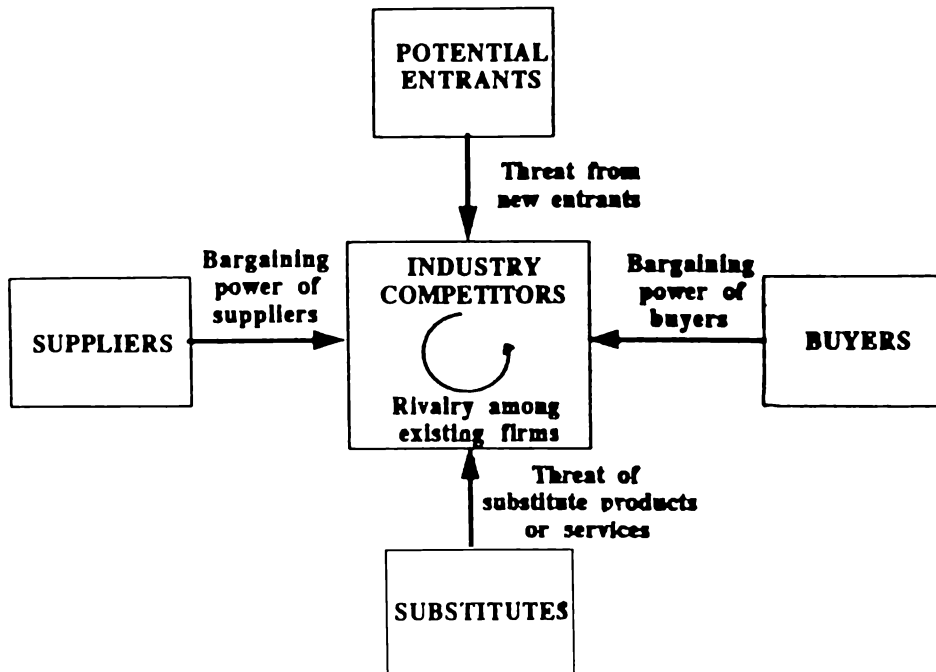 POTENTIAL
ENTRANTS
Threat from
new entrants
Bargaining
power of
suppliers
INDUSTRY
COMPETITORS
Bargaining
power of
buyers
SUPPLIERS
BUYERS
Rivalry among
existing firms
Threat of
substitute products
or services
SUBSTITUTES